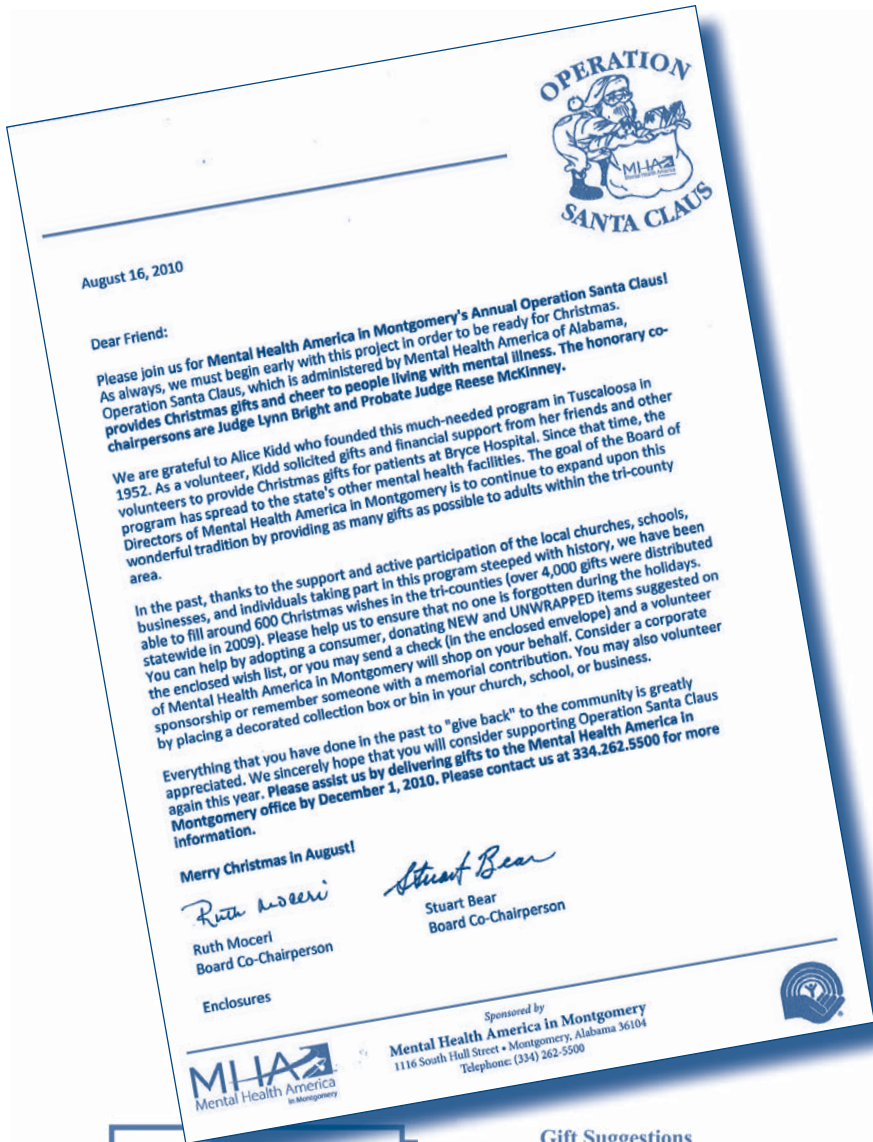 OPERATION
MHA
Mental Health America
SANTA CLAUS
August 16, 2010
Dear Friend:
Please join us for Mental Health America in Montgomery's Annual Operation Santa Claus!
As always, we must begin early with this project in order to be ready for Christmas.
Operation Santa Claus, which is administered by Mental Health America of Alabama,
provides Christmas gifts and cheer to people living with mental illness. The honorary co-
chairpersons are Judge Lynn Bright and Probate Judge Reese McKinney.
We are grateful to Alice Kidd who founded this much-needed program in Tuscaloosa in
1952. As a volunteer, Kidd solicited gifts and financial support from her friends and other
volunteers to provide Christmas gifts for patients at Bryce Hospital. Since that time, the
program has spread to the state's other mental health facilities. The goal of the Board of
Directors of Mental Health America in Montgomery is to continue to expand upon this
wonderful tradition by providing as many gifts as possible to adults within the tri-county
area.
In the past, thanks to the support and active participation of the local churches, schools,
businesses, and individuals taking part in this program steeped with history, we have been
able to fill around 600 Christmas wishes in the tri-counties (over 4,000 gifts were distributed
statewide in 2009). Please help us to ensure that no one is forgotten during the holidays.
You can help by adopting a consumer, donating NEW and UNWRAPPED items suggested on
the enclosed wish list, or you may send a check (in the enclosed envelope) and a volunteer
of Mental Health America in Montgomery will shop on your behalf. Consider a corporate
sponsorship or remember someone with a memorial contribution. You may also volunteer
by placing a decorated collection box or bin in your church, school, or business.
Everything that you have done in the past to "give back" to the community is greatly
appreciated. We sincerely hope that you will consider supporting Operation Santa Claus
again this year. Please assist us by delivering gifts to the Mental Health America in
Montgomery office by December 1, 2010. Please contact us at 334.262.5500 for more
information.
Merry Christmas in August!
Ruth Moceri
Stuart Bear
Ruth Moceri
Board Co-Chairperson
Stuart Bear
Board Co-Chairperson
Enclosures
MHA
Mental Health America
in Montgomery
Sponsored by
Mental Health America in Montgomery
1116 South Hull Street • Montgomery, Alabama 36104
Telephone: (334) 262-5500
Gift Suggestions